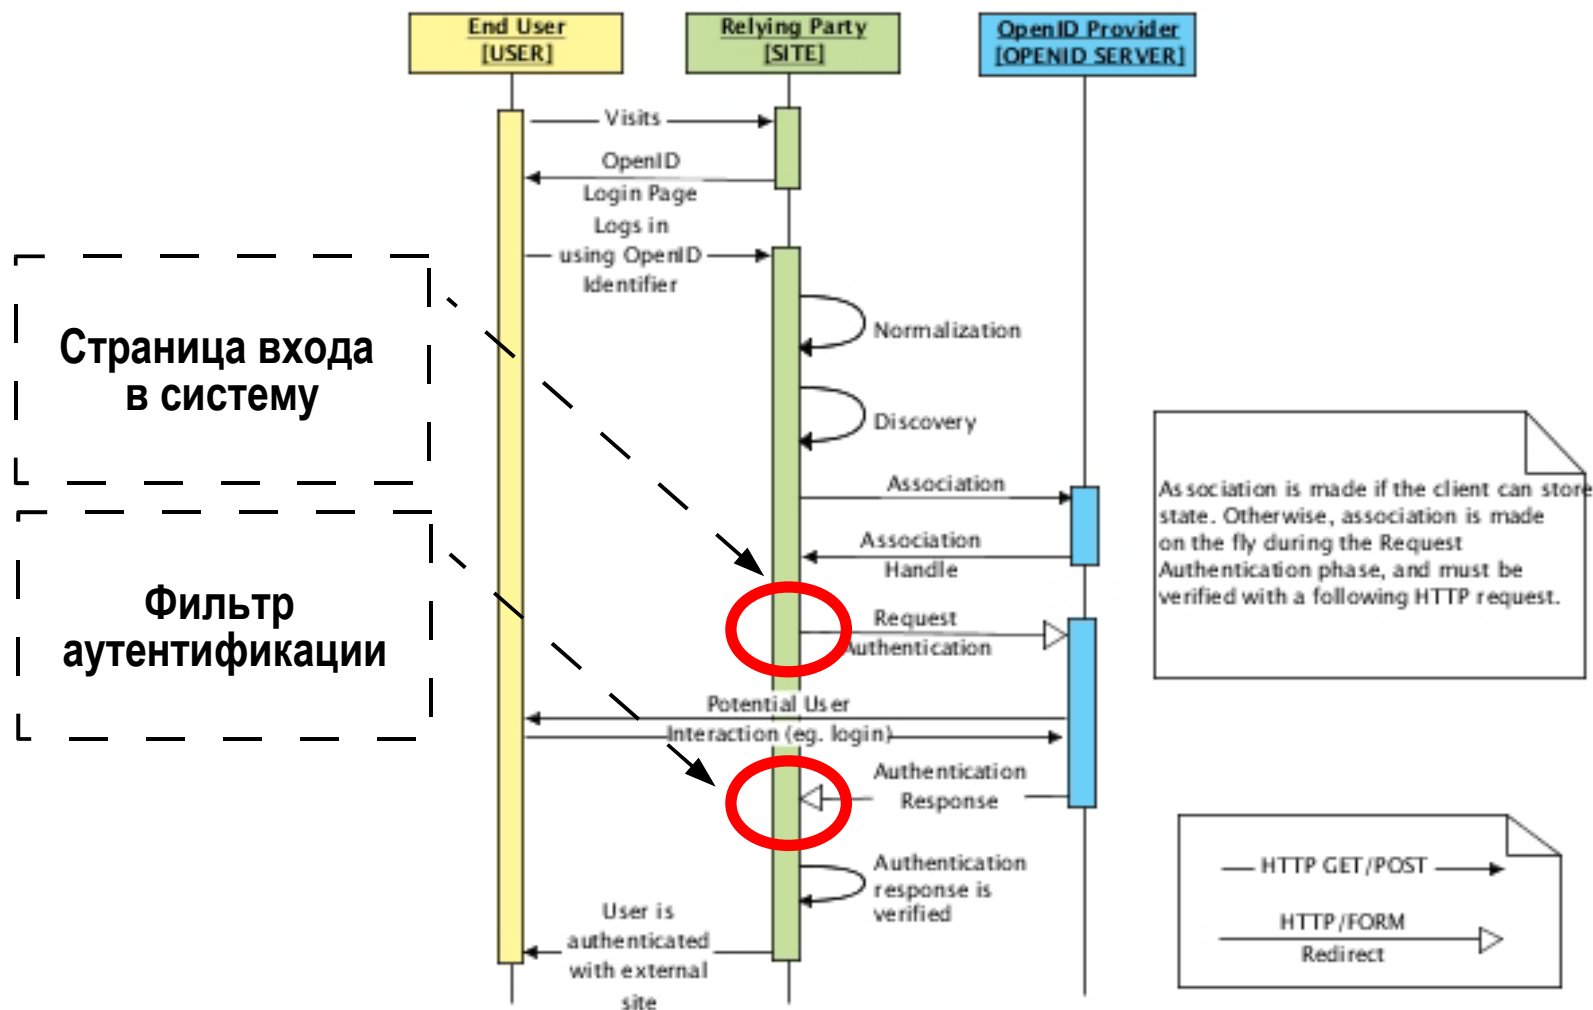 End User
[USER]
Relying Party
[SITE]
OpenID Provider
[OPENID SERVER]
Visits
OpenID
Login Page
Logs in
using OpenID
Identifier
Normalization
Discovery
Association
Association
Handle
Request
Authentication
Potential User
Interaction (eg. login)
Authentication
Response
Authentication
response is
verified
User is
authenticated
with external
site
Страница входа
в систему
Фильтр
аутентификации
Association is made if the client can store
state. Otherwise, association is made
on the fly during the Request
Authentication phase, and must be
verified with a following HTTP request.
HTTP GET/POST
HTTP/FORM
Redirect